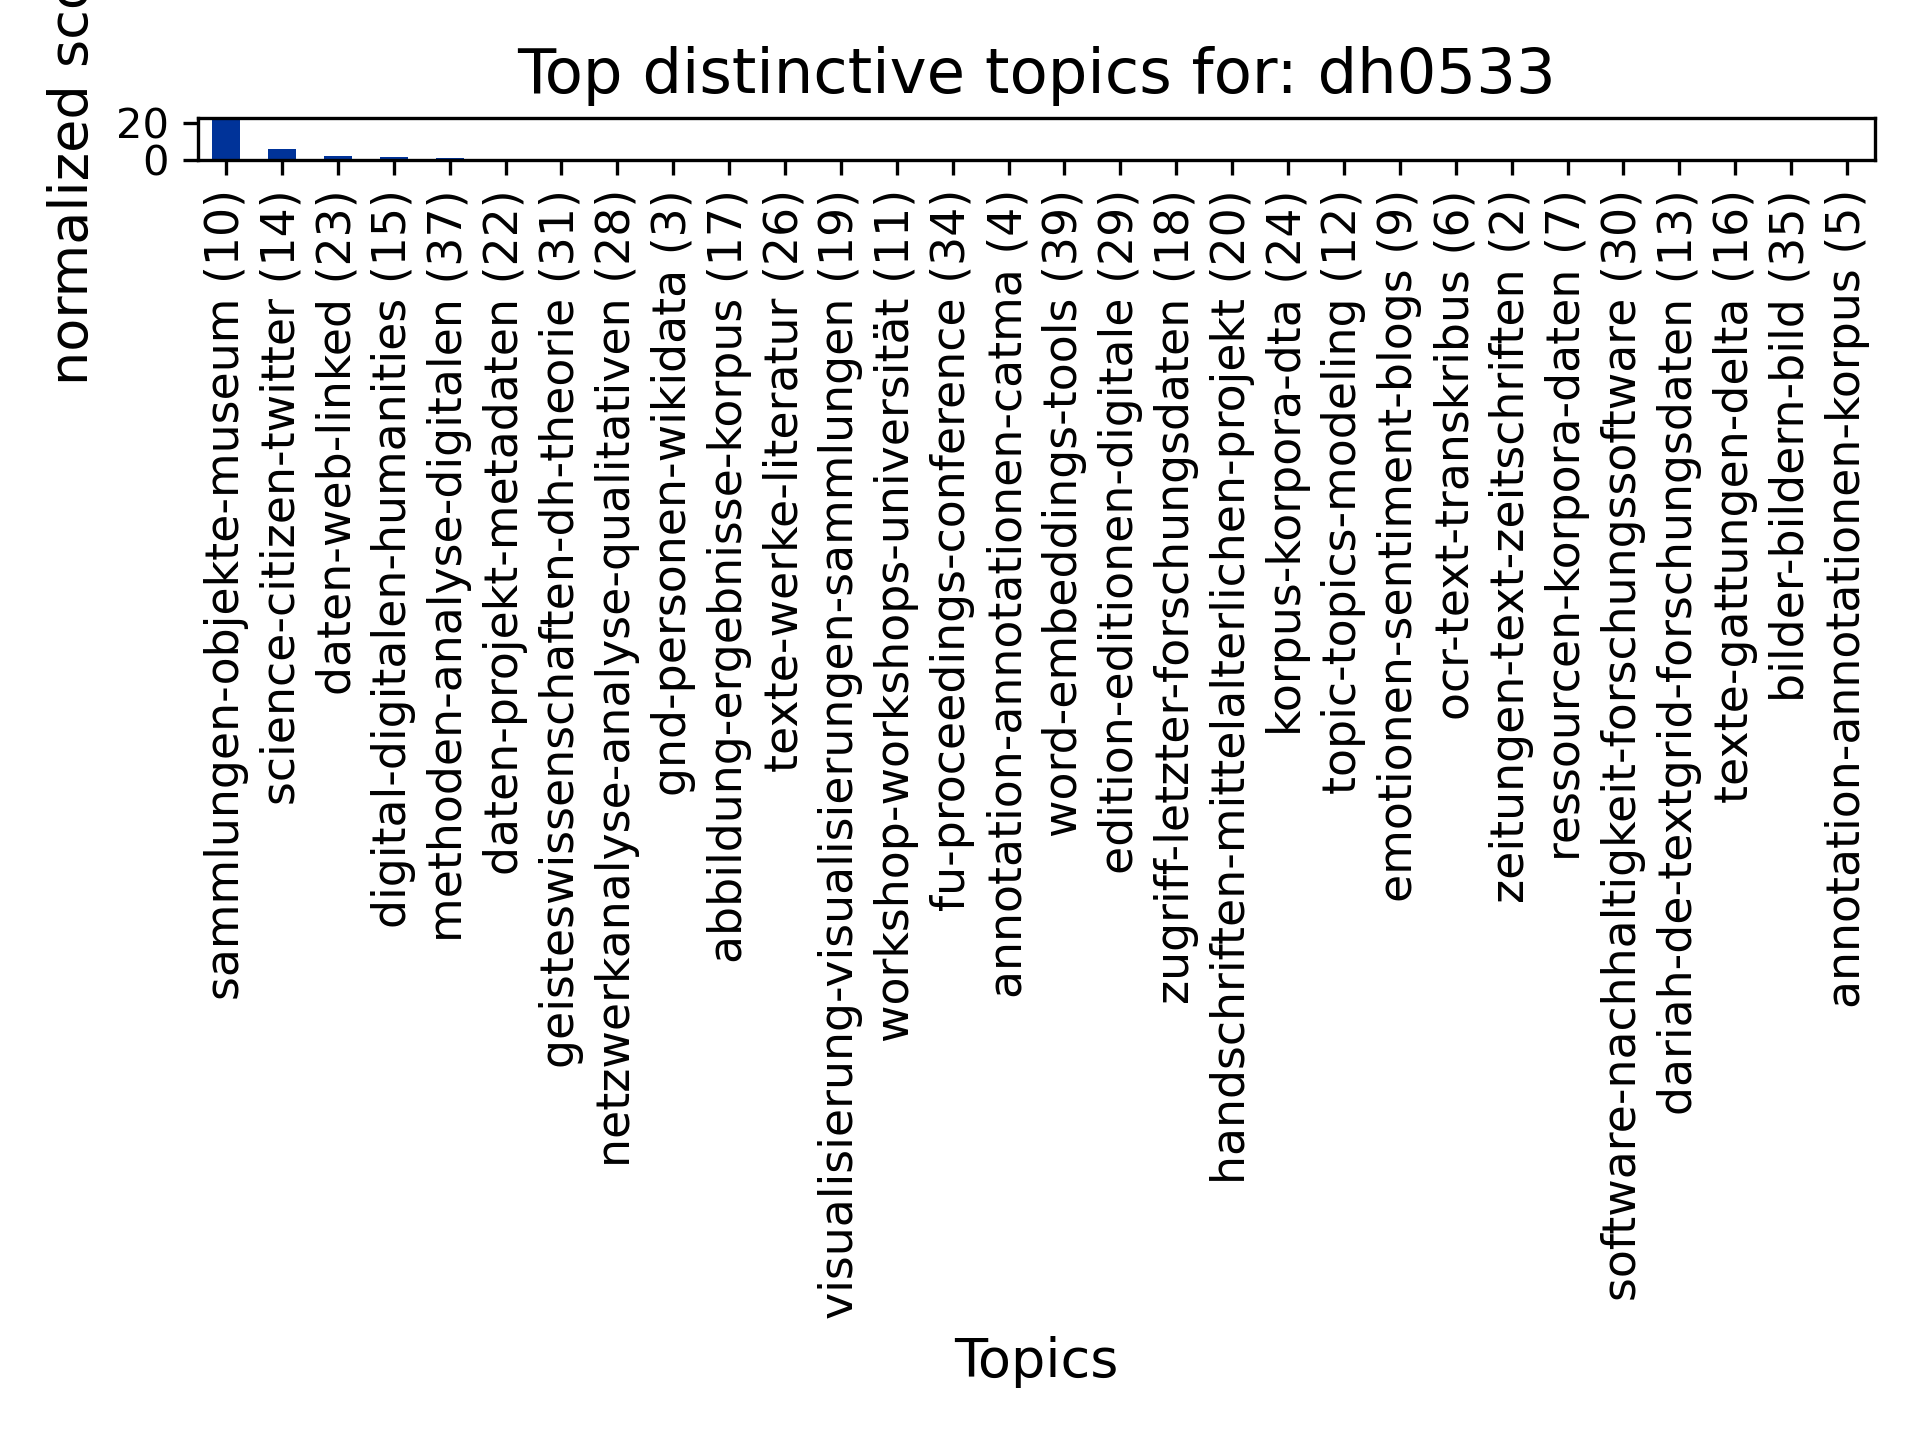 Top distinctive topics for: dh0533
normalized sco
20
0
sammlungen-objekte-museum (10)
science-citizen-twitter (14)
daten-web-linked (23)
digital-digitalen-humanities (15)
methoden-analyse-digitalen (37)
daten-projekt-metadaten (22)
geisteswissenschaften-dh-theorie (31)
netzwerkanalyse-analyse-qualitativen (28)
gnd-personen-wikidata (3)
abbildung-ergebnisse-korpus (17)
texte-werke-literatur (26)
visualisierung-visualisierungen-sammlungen (19)
workshop-workshops-universität (11)
fu-proceedings-conference (34)
annotation-annotationen-catma (4)
word-embeddings-tools (39)
edition-editionen-digitale (29)
zugriff-letzter-forschungsdaten (18)
handschriften-mittelalterlichen-projekt (20)
korpus-korpora-dta (24)
topic-topics-modeling (12)
emotionen-sentiment-blogs (9)
ocr-text-transkribus (6)
zeitungen-text-zeitschriften (2)
ressourcen-korpora-daten (7)
software-nachhaltigkeit-forschungssoftware (30)
dariah-de-textgrid-forschungsdaten (13)
texte-gattungen-delta (16)
bilder-bildern-bild (35)
annotation-annotationen-korpus (5)
Topics